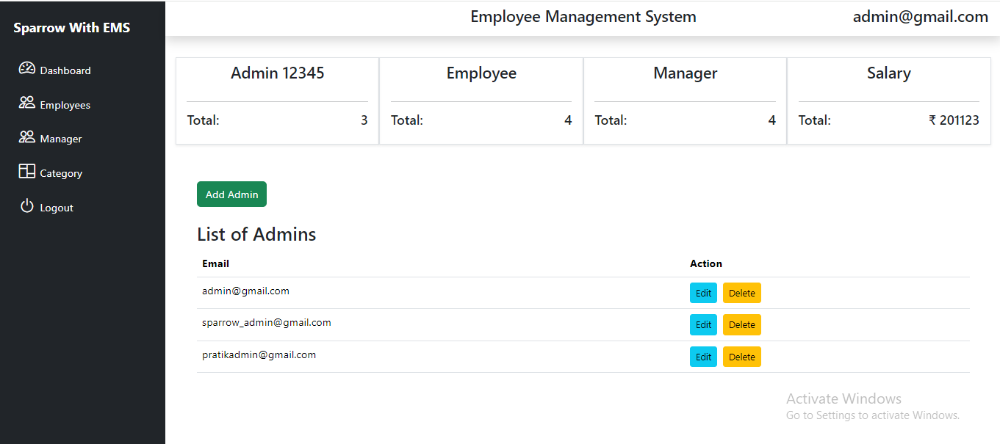 Sparrow With EMS
Dashboard
Employees
Manager
Category
Logout
Employee Management System
admin@gmail.com
Admin 12345
Total: 3
Employee
Total: 4
Manager
Total: 4
Salary
Total: ₹ 201123
Add Admin
List of Admins
Email Action
admin@gmail.com Edit Delete
sparrow_admin@gmail.com Edit Delete
pratikadmin@gmail.com Edit Delete
Activate Windows
Go to Settings to activate Windows.